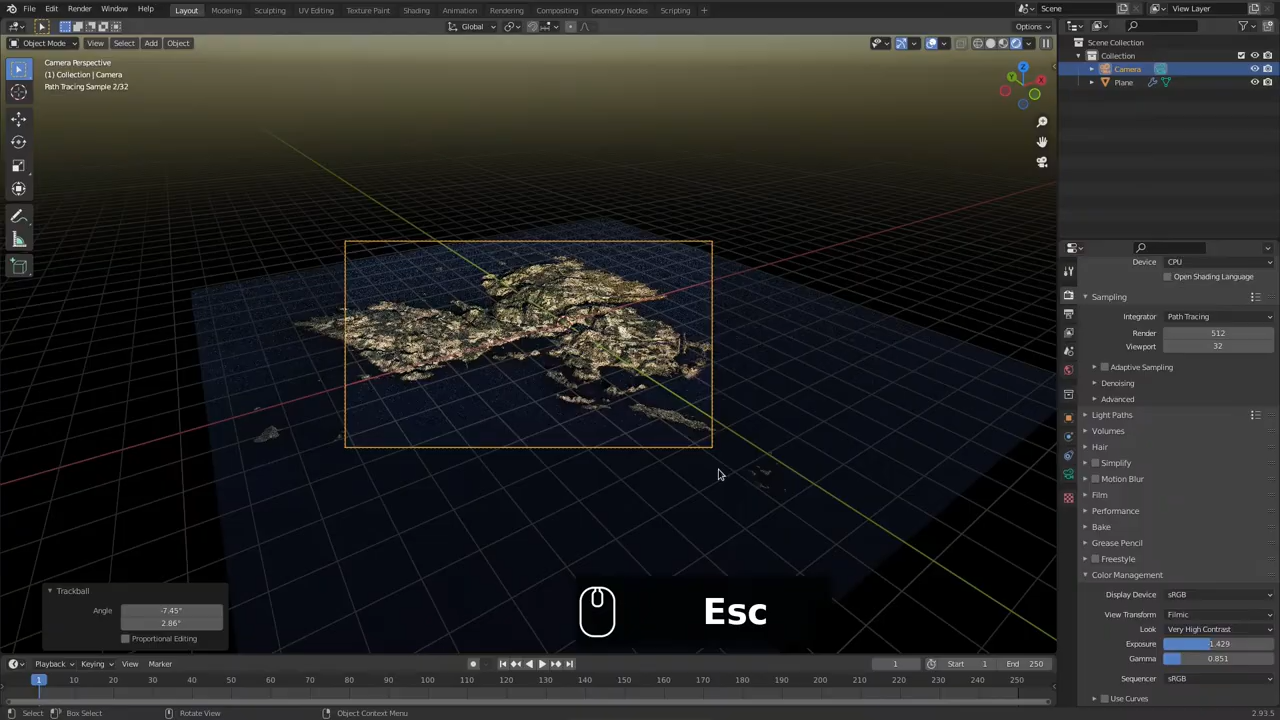 File Edit Render Window Help Layout Modeling Sculpting UV Editing Texture Paint Shading Animation Rendering Compositing Geometry Nodes Scripting + Scene View Layer
Global Options
Object Mode View Select Add Object
Camera Perspective
(1) Collection | Camera
Path Tracing Sample 2/32
Z
Y
X
Scene Collection
Collection
Camera
Plane
Device CPU
Open Shading Language
Sampling
Integrator Path Tracing
Render 512
Viewport 32
Adaptive Sampling
Denoising
Advanced
Light Paths
Volumes
Hair
Simplify
Motion Blur
Film
Performance
Bake
Grease Pencil
Freestyle
Color Management
Display Device sRGB
View Transform Filmic
Look Very High Contrast
Exposure 1.429
Gamma 0.851
Sequencer sRGB
Use Curves
Trackball
Angle -7.45°
2.86°
Proportional Editing
Esc
Playback Keying View Marker 1 Start 1 End 250
1 10 20 30 40 50 60 70 80 90 100 110 120 130 140 150 160 170 180 190 200 210 220 230 240 250
Select Box Select Rotate View Object Context Menu 2.93.5